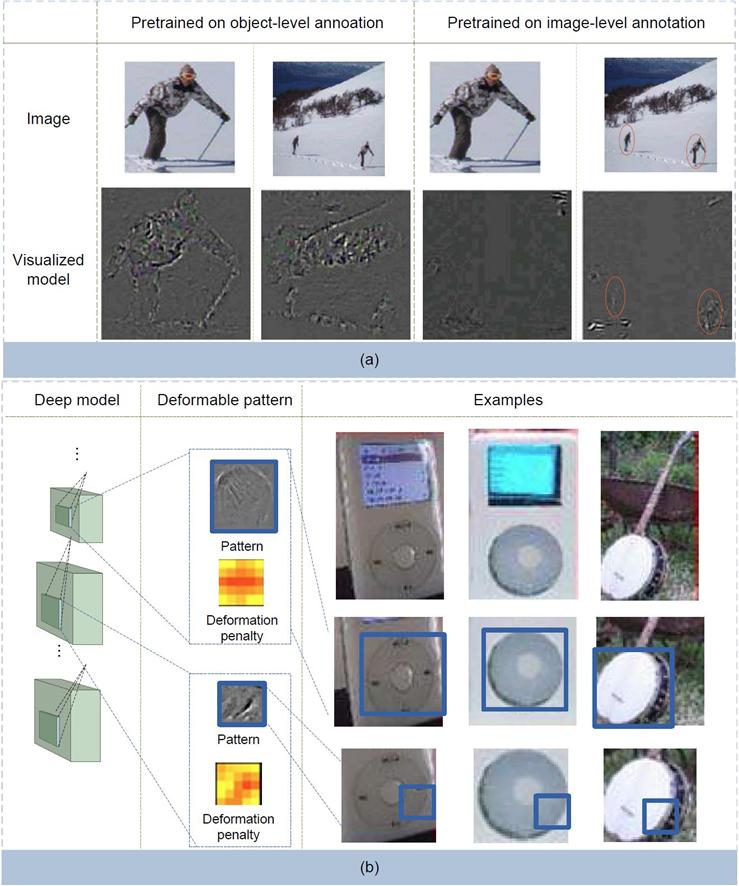 Pretrained on object-level annoation
Pretrained on image-level annotation
Image
Visualized
model
(a)
Deep model
Deformable pattern
Examples
...
Pattern
Deformation
penalty
...
Pattern
Deformation
penalty
(b)